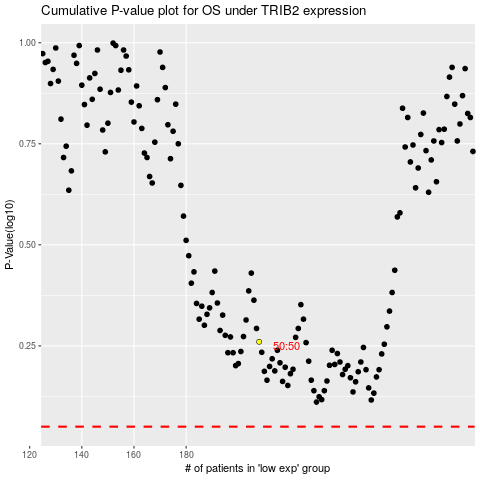 Cumulative P-value plot for OS under TRIB2 expression
P-Value(log10)
1.00
0.75
0.50
0.25
50:50
120 140 160 180
# of patients in 'low exp' group